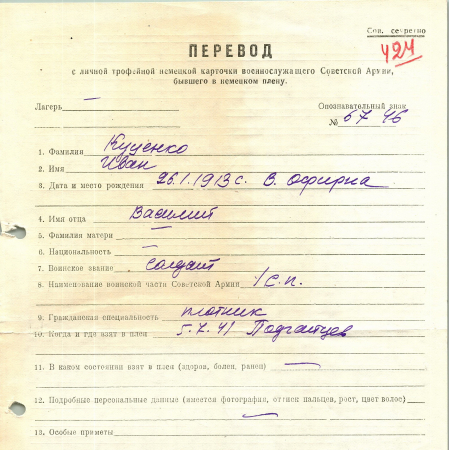 Сов. секретно
424
ПЕРЕВОД
с личной трофейной немецкой карточки военнослужащего Советской Армии,
бывшего в немецком плену.
Лагерь — Опознавательный знак
№ 6746
1. Фамилия Куценко
2. Имя Иван
3. Дата и место рождения 26.1.1913 с. В. Офирна
4. Имя отца Василий
5. Фамилия матери —
6. Национальность —
7. Воинское звание солдат
8. Наименование воинской части Советской Армии /с.п.
9. Гражданская специальность плотник
10. Когда и где взят в плен 5.7.41 Подгайцев
11. В каком состоянии взят в плен (здоров, болен, ранен) —
12. Подробные персональные данные (имеется фотография, оттиск пальцев, рост, цвет волос)
—
13. Особые приметы